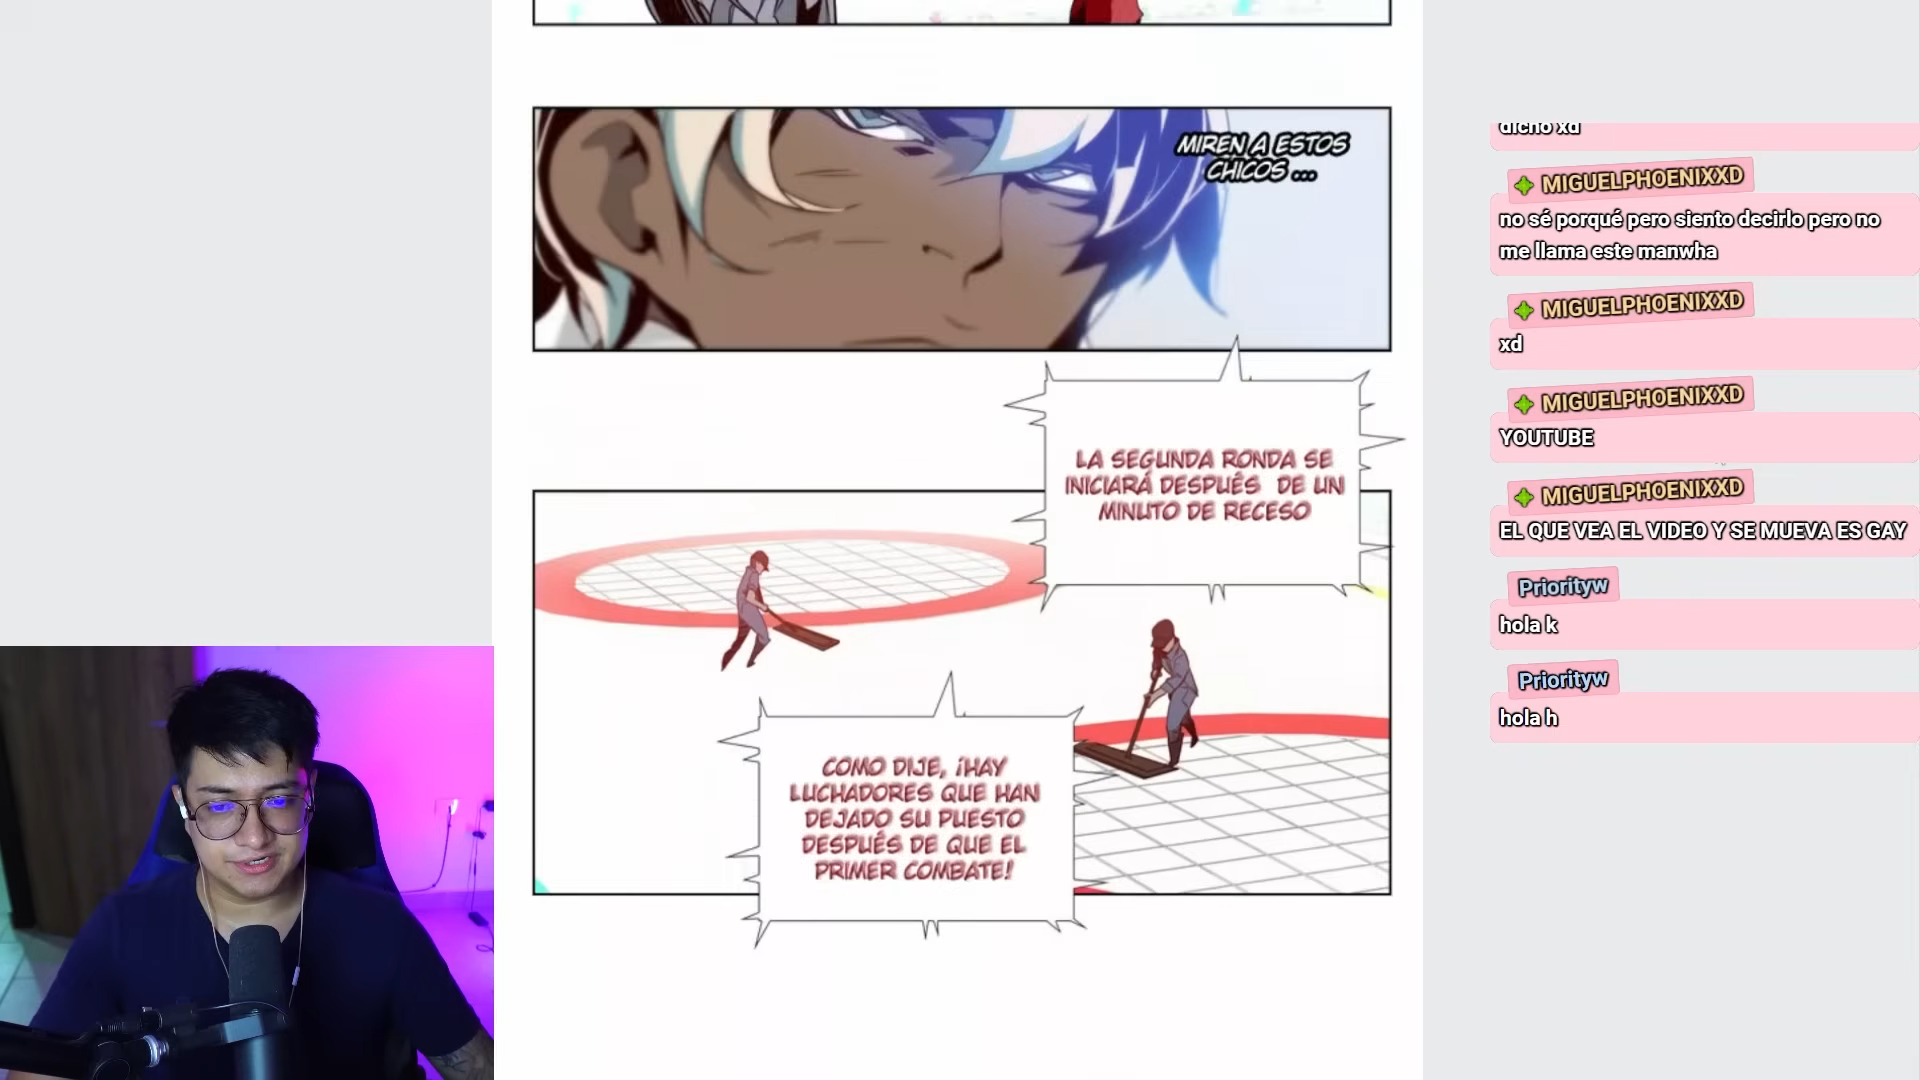 MIREN A ESTOS
CHICOS ...
LA SEGUNDA RONDA SE
INICIARÁ DESPUÉS DE UN
MINUTO DE RECESO
COMO DIJE, ¡HAY
LUCHADORES QUE HAN
DEJADO SU PUESTO
DESPUÉS DE QUE EL
PRIMER COMBATE!
dicho xd
MIGUELPHOENIXXD
no sé porqué pero siento decirlo pero no
me llama este manwha
MIGUELPHOENIXXD
xd
MIGUELPHOENIXXD
YOUTUBE
MIGUELPHOENIXXD
EL QUE VEA EL VIDEO Y SE MUEVA ES GAY
Priorityw
hola k
Priorityw
hola h